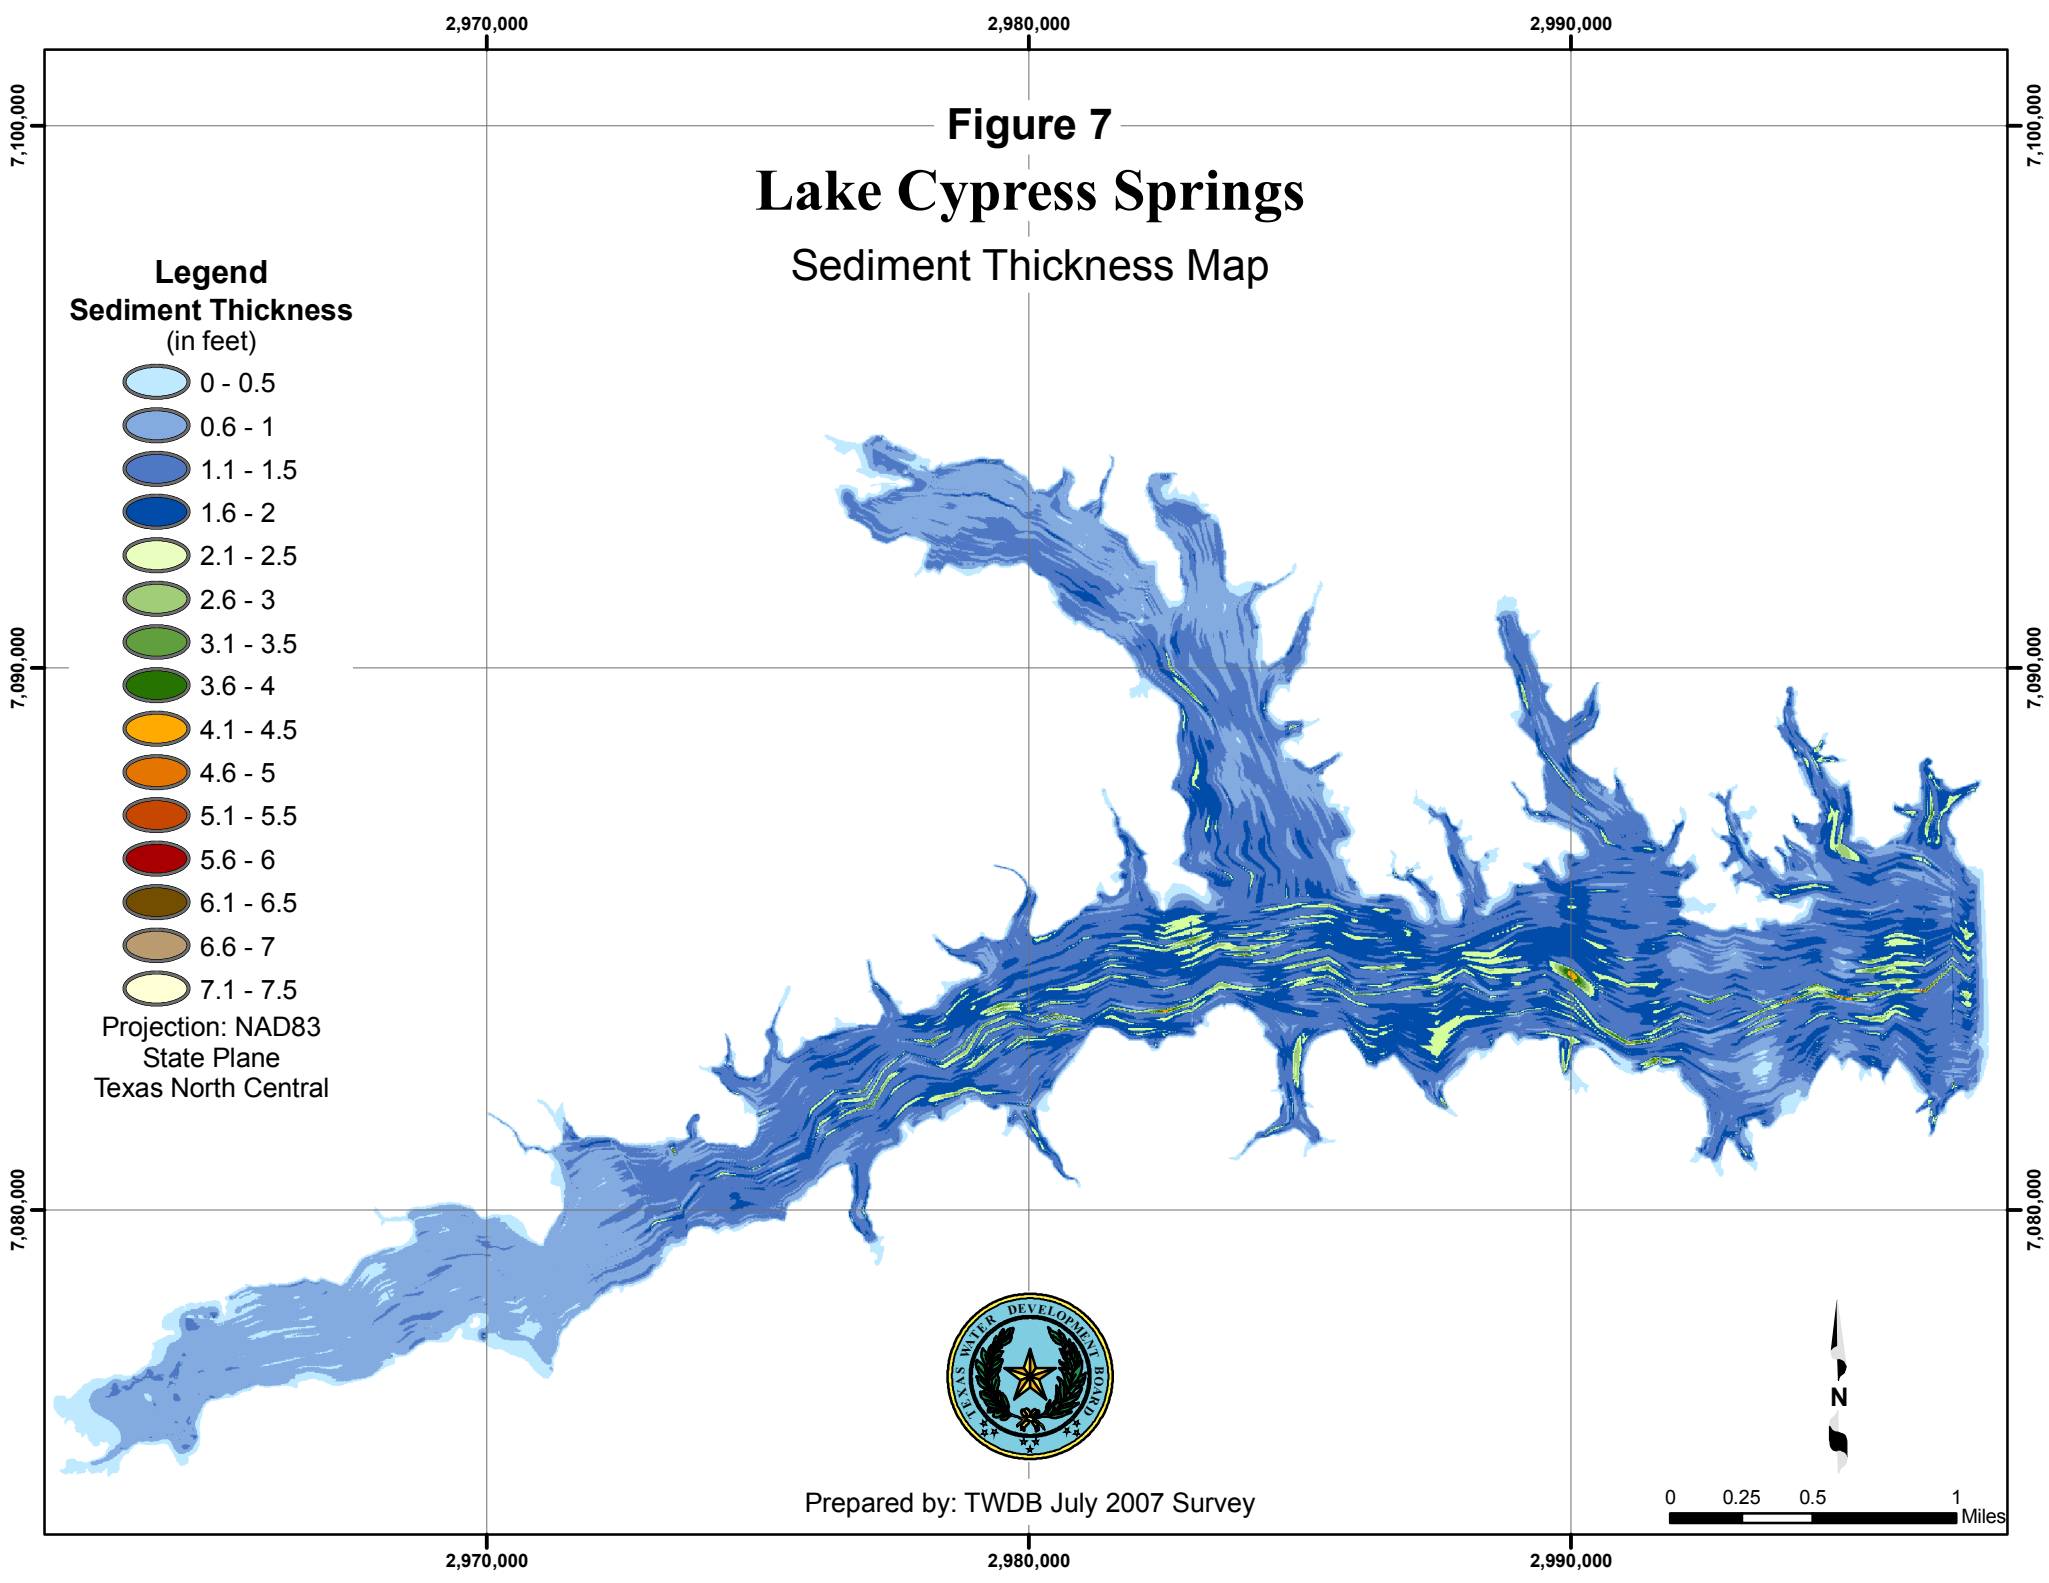 2,970,000
2,980,000
2,990,000
7,100,000
7,100,000
Figure 7
Lake Cypress Springs
Sediment Thickness Map
Legend
Sediment Thickness
(in feet)
0 - 0.5
0.6 - 1
1.1 - 1.5
1.6 - 2
2.1 - 2.5
2.6 - 3
3.1 - 3.5
3.6 - 4
4.1 - 4.5
4.6 - 5
5.1 - 5.5
5.6 - 6
6.1 - 6.5
6.6 - 7
7.1 - 7.5
Projection: NAD83
State Plane
Texas North Central
7,090,000
7,090,000
7,080,000
7,080,000
TEXAS WATER DEVELOPMENT BOARD
N
Prepared by: TWDB July 2007 Survey
0 0.25 0.5 1
Miles
2,970,000
2,980,000
2,990,000